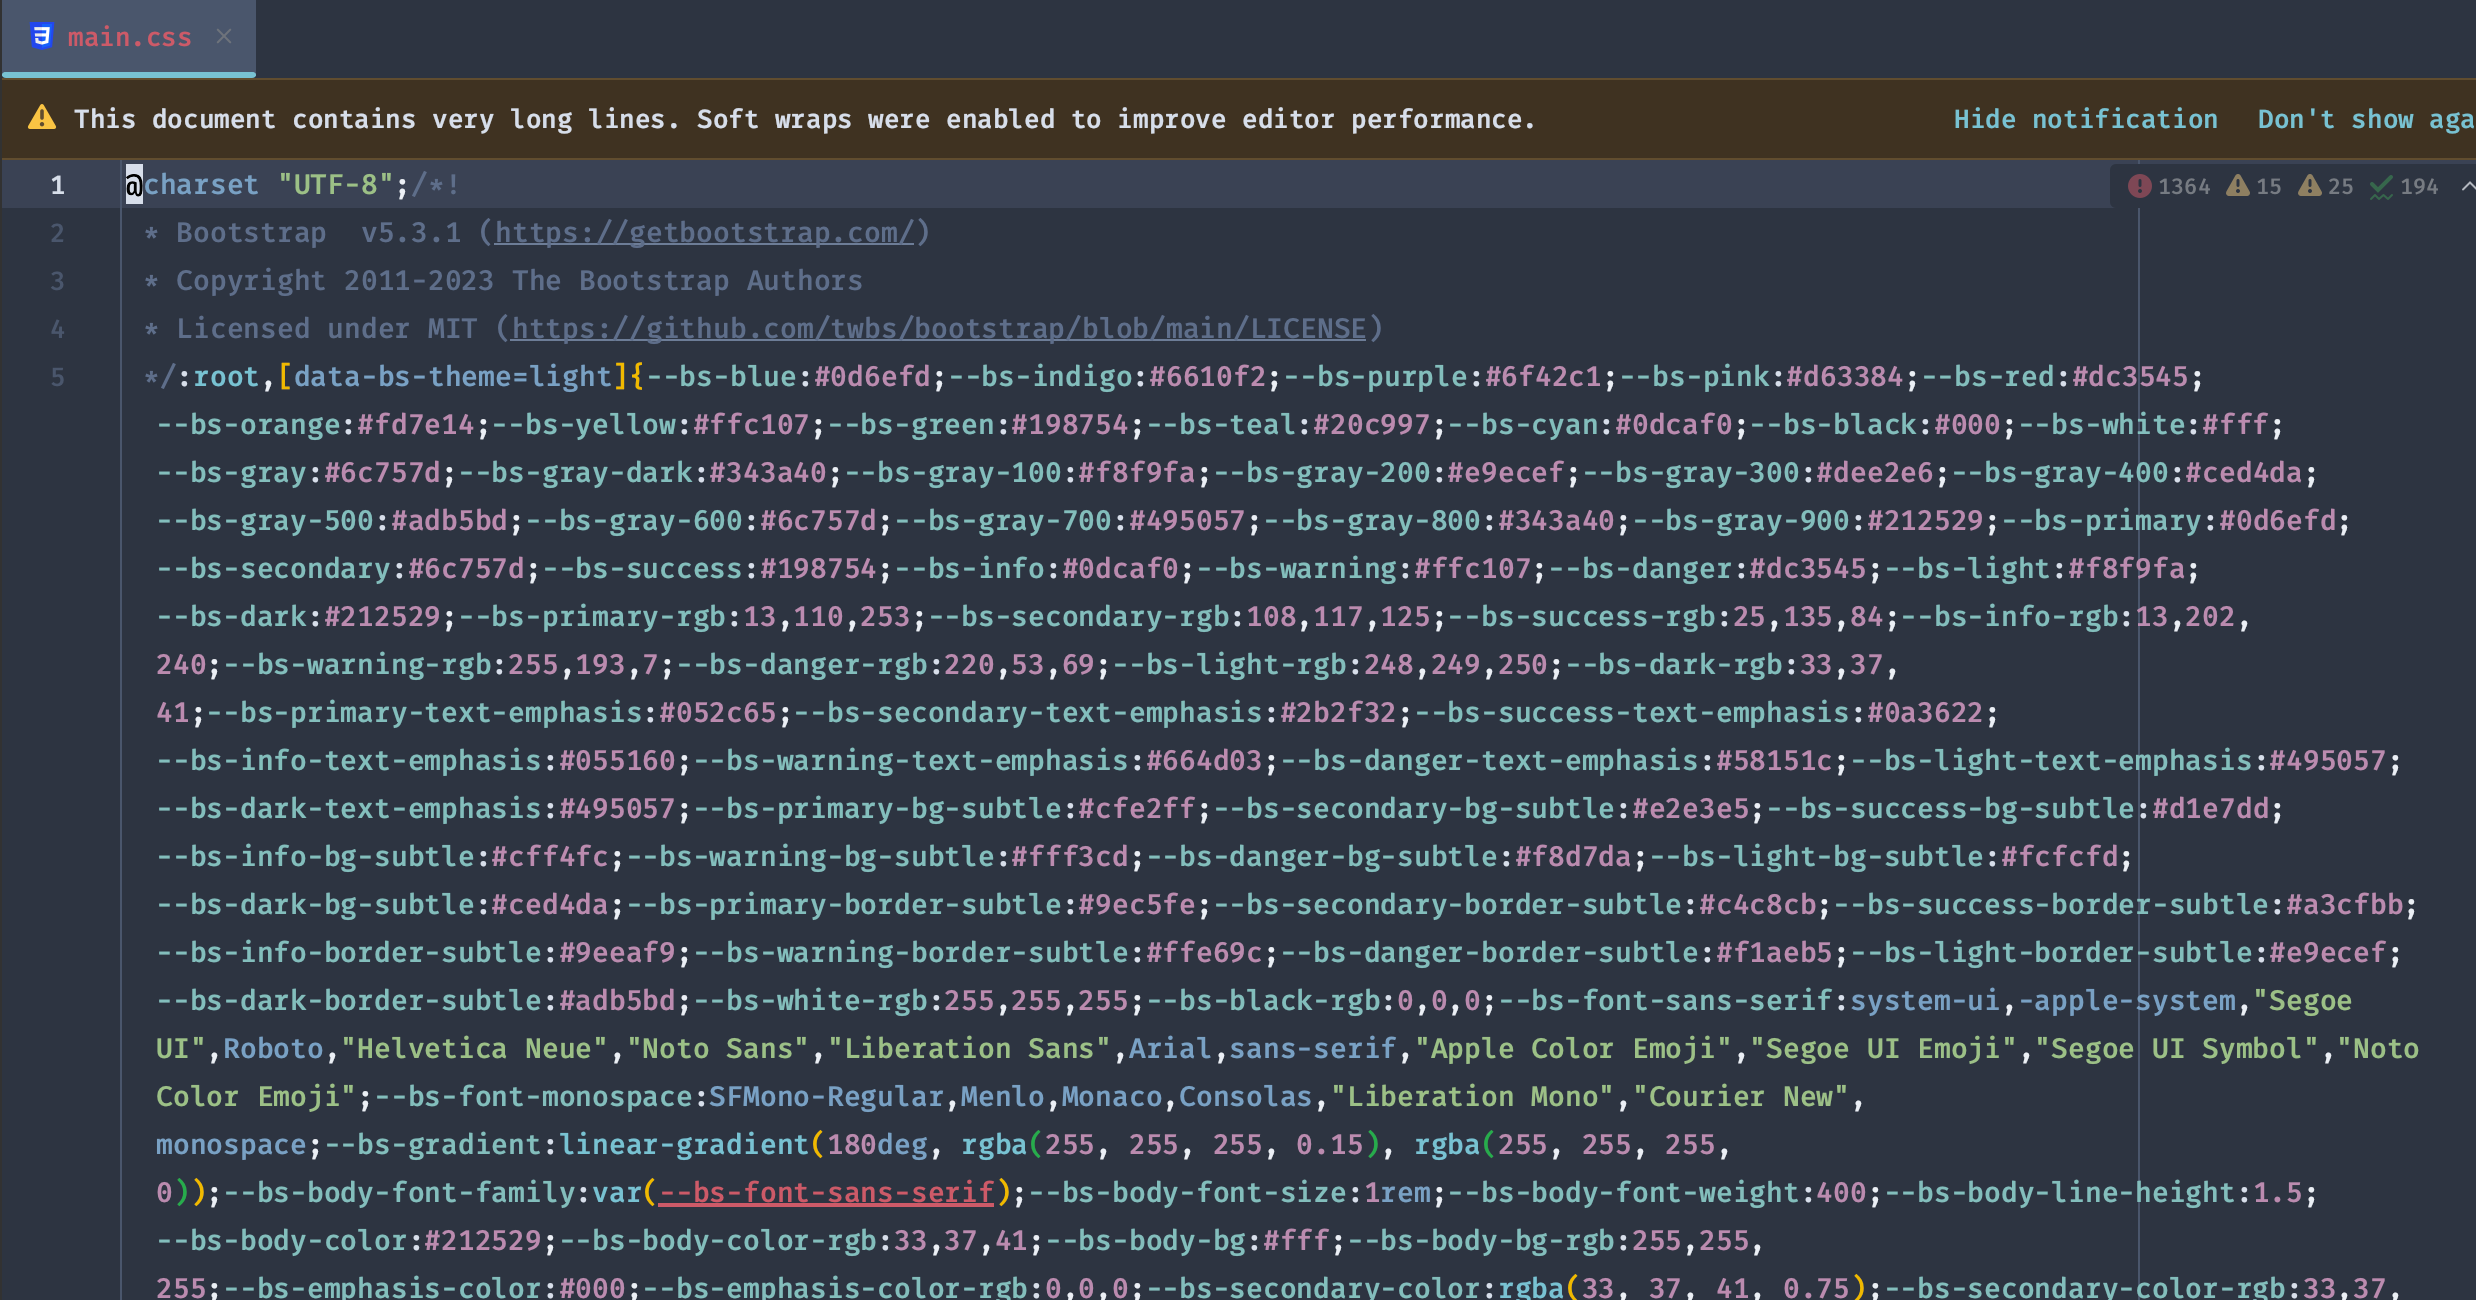 main.css
This document contains very long lines. Soft wraps were enabled to improve editor performance. Hide notification Don't show aga
1 @charset "UTF-8";/*! 1364 15 25 194
2 * Bootstrap  v5.3.1 (https://getbootstrap.com/)
3 * Copyright 2011-2023 The Bootstrap Authors
4 * Licensed under MIT (https://github.com/twbs/bootstrap/blob/main/LICENSE)
5 */:root,[data-bs-theme=light]{--bs-blue:#0d6efd;--bs-indigo:#6610f2;--bs-purple:#6f42c1;--bs-pink:#d63384;--bs-red:#dc3545;
--bs-orange:#fd7e14;--bs-yellow:#ffc107;--bs-green:#198754;--bs-teal:#20c997;--bs-cyan:#0dcaf0;--bs-black:#000;--bs-white:#fff;
--bs-gray:#6c757d;--bs-gray-dark:#343a40;--bs-gray-100:#f8f9fa;--bs-gray-200:#e9ecef;--bs-gray-300:#dee2e6;--bs-gray-400:#ced4da;
--bs-gray-500:#adb5bd;--bs-gray-600:#6c757d;--bs-gray-700:#495057;--bs-gray-800:#343a40;--bs-gray-900:#212529;--bs-primary:#0d6efd;
--bs-secondary:#6c757d;--bs-success:#198754;--bs-info:#0dcaf0;--bs-warning:#ffc107;--bs-danger:#dc3545;--bs-light:#f8f9fa;
--bs-dark:#212529;--bs-primary-rgb:13,110,253;--bs-secondary-rgb:108,117,125;--bs-success-rgb:25,135,84;--bs-info-rgb:13,202,
240;--bs-warning-rgb:255,193,7;--bs-danger-rgb:220,53,69;--bs-light-rgb:248,249,250;--bs-dark-rgb:33,37,
41;--bs-primary-text-emphasis:#052c65;--bs-secondary-text-emphasis:#2b2f32;--bs-success-text-emphasis:#0a3622;
--bs-info-text-emphasis:#055160;--bs-warning-text-emphasis:#664d03;--bs-danger-text-emphasis:#58151c;--bs-light-text-emphasis:#495057;
--bs-dark-text-emphasis:#495057;--bs-primary-bg-subtle:#cfe2ff;--bs-secondary-bg-subtle:#e2e3e5;--bs-success-bg-subtle:#d1e7dd;
--bs-info-bg-subtle:#cff4fc;--bs-warning-bg-subtle:#fff3cd;--bs-danger-bg-subtle:#f8d7da;--bs-light-bg-subtle:#fcfcfd;
--bs-dark-bg-subtle:#ced4da;--bs-primary-border-subtle:#9ec5fe;--bs-secondary-border-subtle:#c4c8cb;--bs-success-border-subtle:#a3cfbb;
--bs-info-border-subtle:#9eeaf9;--bs-warning-border-subtle:#ffe69c;--bs-danger-border-subtle:#f1aeb5;--bs-light-border-subtle:#e9ecef;
--bs-dark-border-subtle:#adb5bd;--bs-white-rgb:255,255,255;--bs-black-rgb:0,0,0;--bs-font-sans-serif:system-ui,-apple-system,"Segoe
UI",Roboto,"Helvetica Neue","Noto Sans","Liberation Sans",Arial,sans-serif,"Apple Color Emoji","Segoe UI Emoji","Segoe UI Symbol","Noto
Color Emoji";--bs-font-monospace:SFMono-Regular,Menlo,Monaco,Consolas,"Liberation Mono","Courier New",
monospace;--bs-gradient:linear-gradient(180deg, rgba(255, 255, 255, 0.15), rgba(255, 255, 255,
0));--bs-body-font-family:var(--bs-font-sans-serif);--bs-body-font-size:1rem;--bs-body-font-weight:400;--bs-body-line-height:1.5;
--bs-body-color:#212529;--bs-body-color-rgb:33,37,41;--bs-body-bg:#fff;--bs-body-bg-rgb:255,255,
255;--bs-emphasis-color:#000;--bs-emphasis-color-rgb:0,0,0;--bs-secondary-color:rgba(33, 37, 41, 0.75);--bs-secondary-color-rgb:33,37,